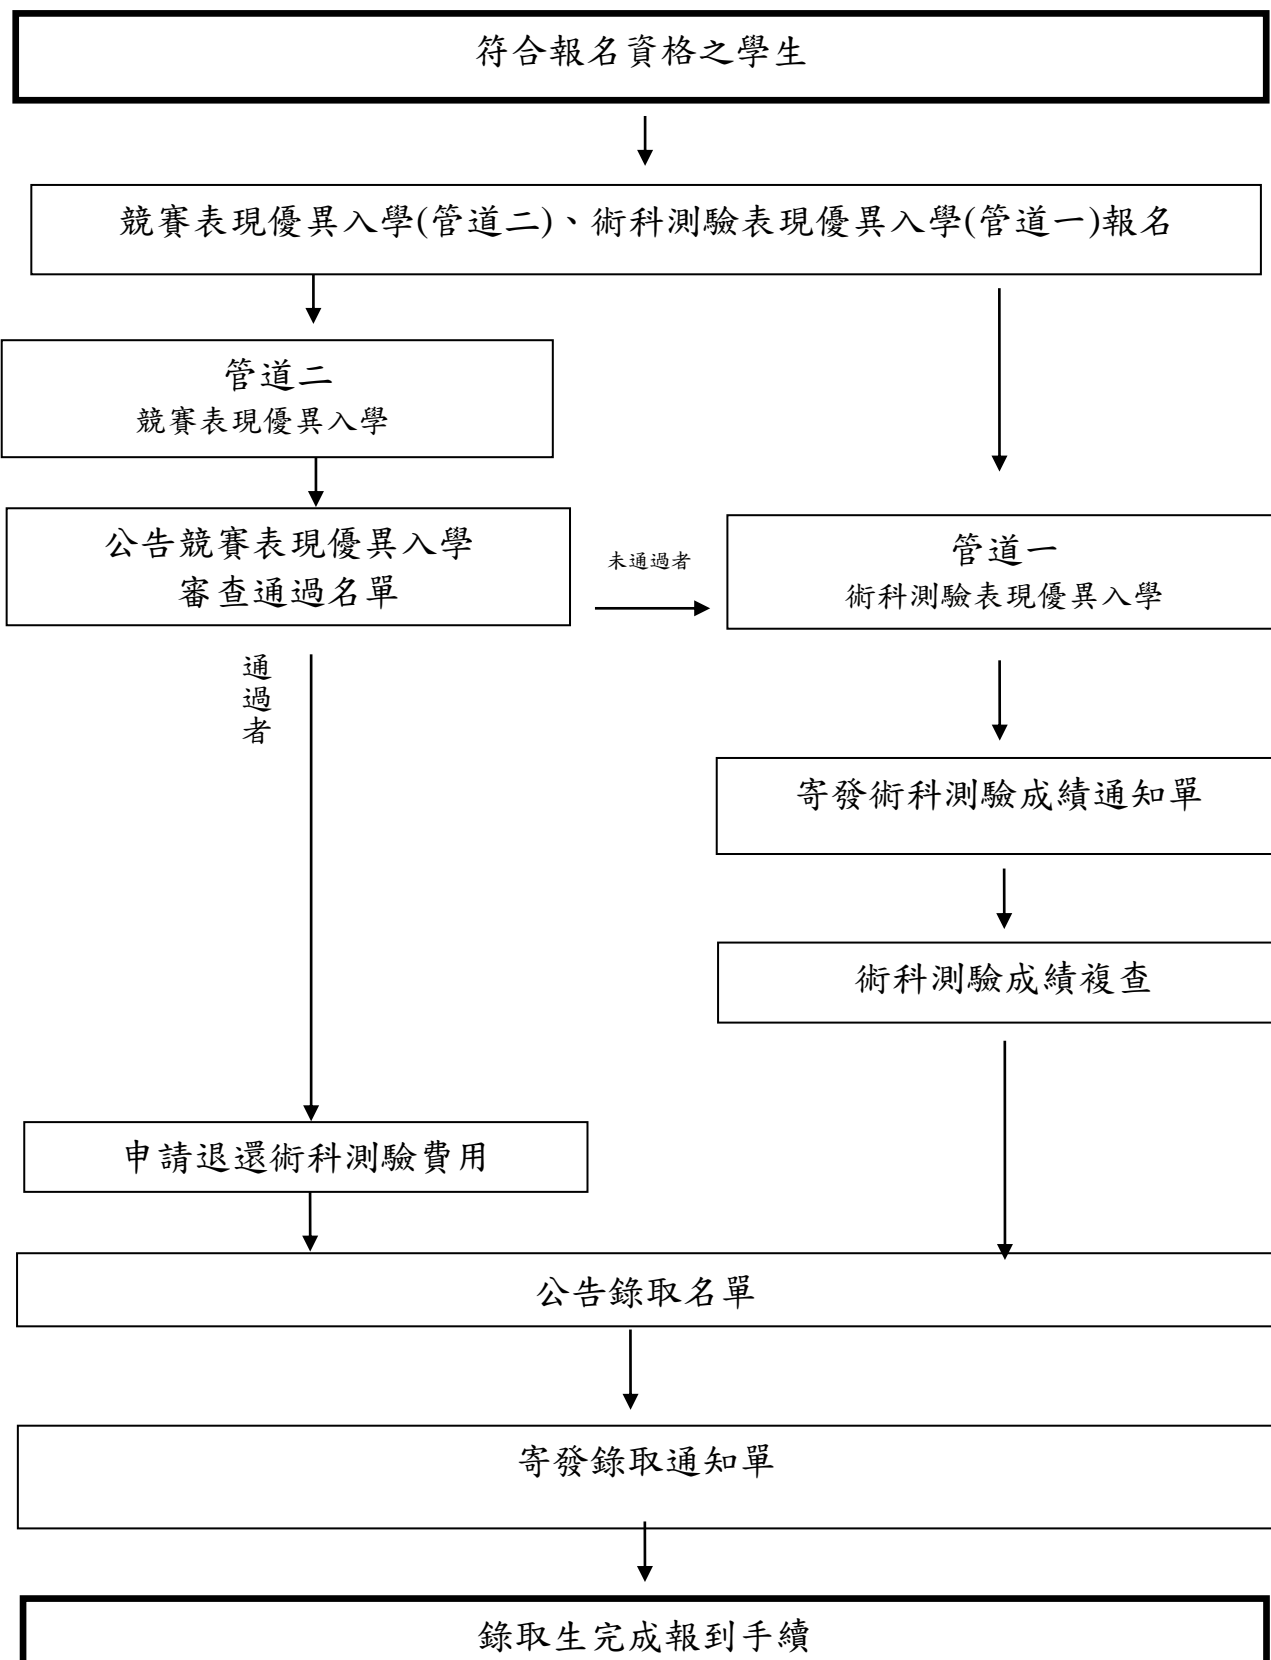 符合報名資格之學生
競賽表現優異入學(管道二)、術科測驗表現優異入學(管道一)報名
管道二
競賽表現優異入學
公告競賽表現優異入學
審查通過名單
未通過者
管道一
術科測驗表現優異入學
通過者
寄發術科測驗成績通知單
術科測驗成績複查
申請退還術科測驗費用
公告錄取名單
寄發錄取通知單
錄取生完成報到手續